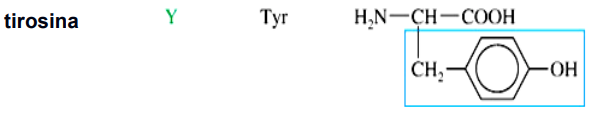 tirosina Y Tyr H₂N—CH—COOH
CH₂— —OH